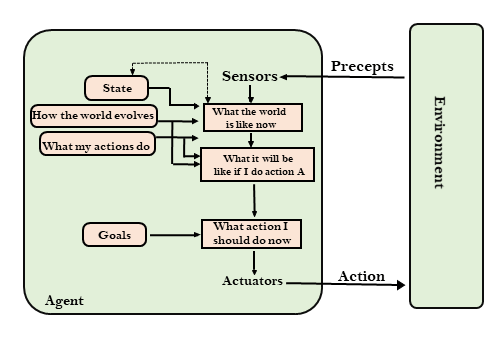 Sensors
Precepts
State
How the world evolves
What my actions do
What the world
is like now
What it will be
like if I do action A
Goals
What action I
should do now
Actuators
Action
Agent
Environment